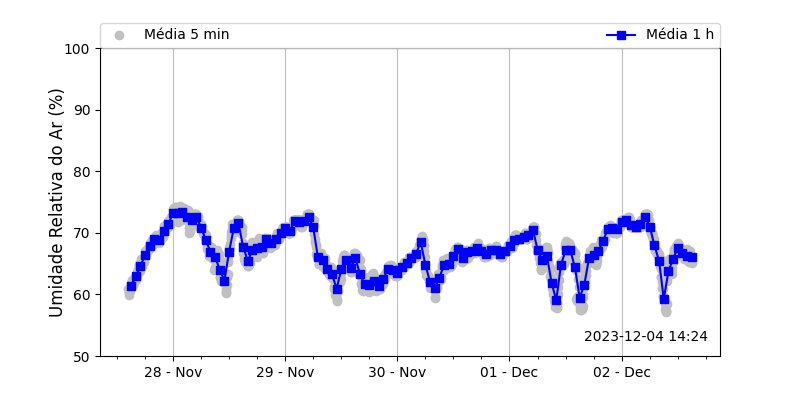 Média 5 min
Média 1 h
Umidade Relativa do Ar (%)
100
90
80
70
60
50
2023-12-04 14:24
28 - Nov
29 - Nov
30 - Nov
01 - Dec
02 - Dec